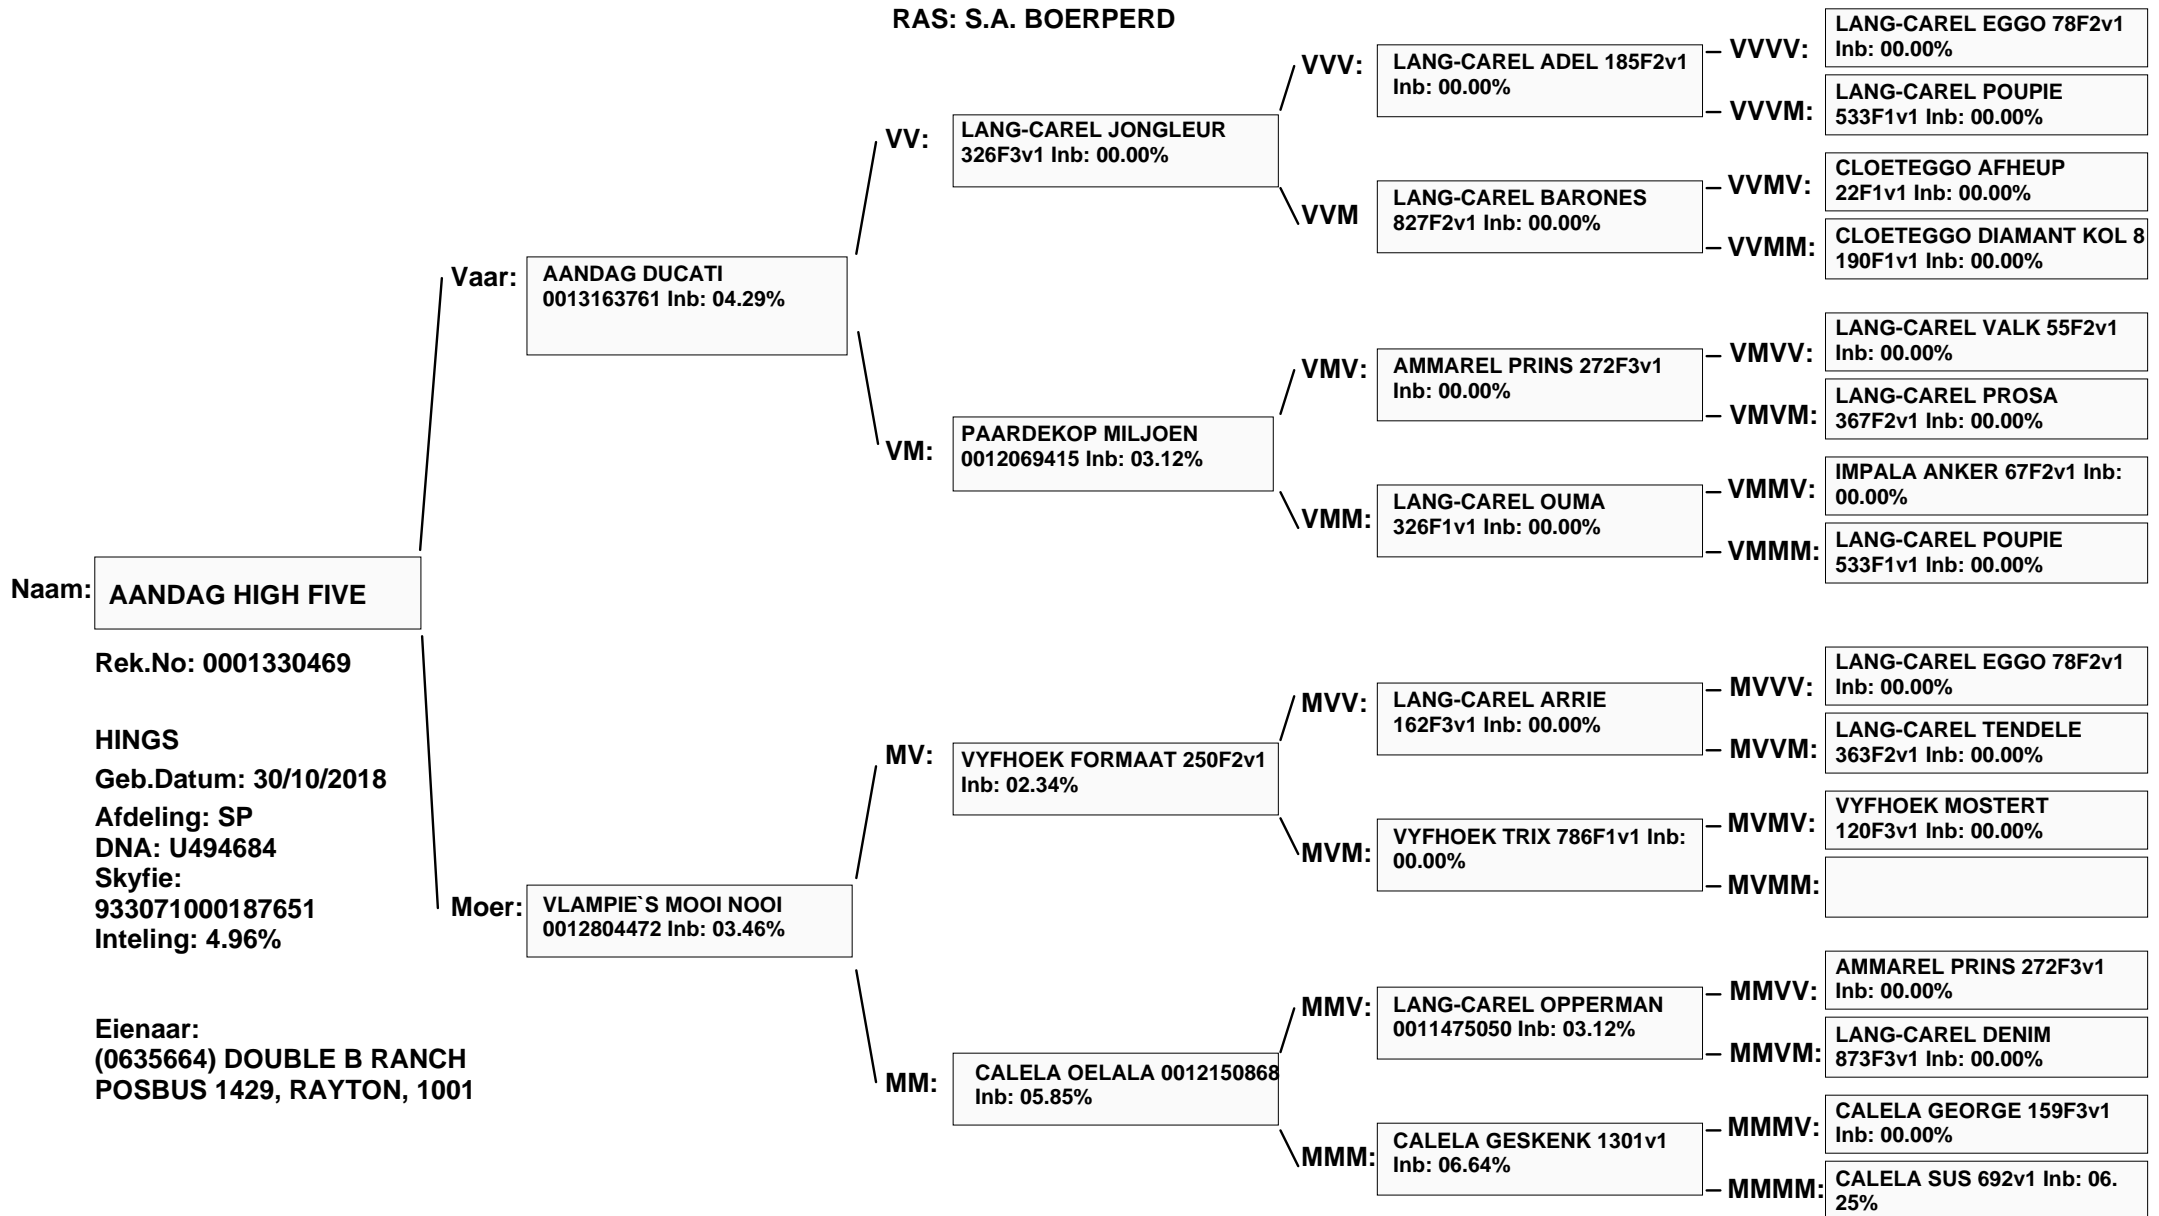 RAS: S.A. BOERPERD
Naam:
AANDAG HIGH FIVE
Rek.No: 0001330469
HINGS
Geb.Datum: 30/10/2018
Afdeling: SP
DNA: U494684
Skyfie:
933071000187651
Inteling: 4.96%
Eienaar:
(0635664) DOUBLE B RANCH
POSBUS 1429, RAYTON, 1001
Vaar:
AANDAG DUCATI
0013163761 Inb: 04.29%
Moer:
VLAMPIE`S MOOI NOOI
0012804472 Inb: 03.46%
VV:
LANG-CAREL JONGLEUR
326F3v1 Inb: 00.00%
VM:
PAARDEKOP MILJOEN
0012069415 Inb: 03.12%
MV:
VYFHOEK FORMAAT 250F2v1
Inb: 02.34%
MM:
CALELA OELALA 0012150868
Inb: 05.85%
VVV:
LANG-CAREL ADEL 185F2v1
Inb: 00.00%
VVM
LANG-CAREL BARONES
827F2v1 Inb: 00.00%
VMV:
AMMAREL PRINS 272F3v1
Inb: 00.00%
VMM:
LANG-CAREL OUMA
326F1v1 Inb: 00.00%
MVV:
LANG-CAREL ARRIE
162F3v1 Inb: 00.00%
MVM:
VYFHOEK TRIX 786F1v1 Inb:
00.00%
MMV:
LANG-CAREL OPPERMAN
0011475050 Inb: 03.12%
MMM:
CALELA GESKENK 1301v1
Inb: 06.64%
VVVV:
LANG-CAREL EGGO 78F2v1
Inb: 00.00%
VVVM:
LANG-CAREL POUPIE
533F1v1 Inb: 00.00%
VVMV:
CLOETEGGO AFHEUP
22F1v1 Inb: 00.00%
VVMM:
CLOETEGGO DIAMANT KOL 8
190F1v1 Inb: 00.00%
VMVV:
LANG-CAREL VALK 55F2v1
Inb: 00.00%
VMVM:
LANG-CAREL PROSA
367F2v1 Inb: 00.00%
VMMV:
IMPALA ANKER 67F2v1 Inb:
00.00%
VMMM:
LANG-CAREL POUPIE
533F1v1 Inb: 00.00%
MVVV:
LANG-CAREL EGGO 78F2v1
Inb: 00.00%
MVVM:
LANG-CAREL TENDELE
363F2v1 Inb: 00.00%
MVMV:
VYFHOEK MOSTERT
120F3v1 Inb: 00.00%
MVMM:
MMVV:
AMMAREL PRINS 272F3v1
Inb: 00.00%
MMVM:
LANG-CAREL DENIM
873F3v1 Inb: 00.00%
MMMV:
CALELA GEORGE 159F3v1
Inb: 00.00%
MMMM:
CALELA SUS 692v1 Inb: 06.
25%